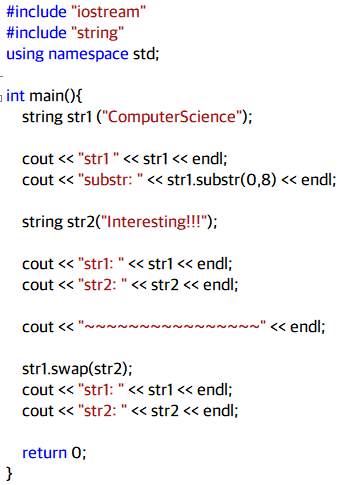 #include "iostream"
#include "string"
using namespace std;
int main(){
string str1 ("ComputerScience");
cout << "str1 " << str1 << endl;
cout << "substr: " << str1.substr(0,8) << endl;
string str2("Interesting!!!");
cout << "str1: " << str1 << endl;
cout << "str2: " << str2 << endl;
cout << "~~~~~~~~~~~~~~~~" << endl;
str1.swap(str2);
cout << "str1: " << str1 << endl;
cout << "str2: " << str2 << endl;
return 0;
}